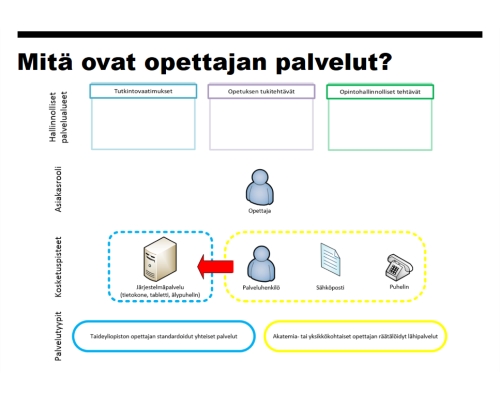 Mitä ovat opettajan palvelut?
Hallinnolliset
palvelualueet
Tutkintovaatimukset
Opetuksen tukitehtävät
Opintohallinnolliset tehtävät
Asiakasrooli
Opettaja
Kosketuspisteet
Järjestelmäpalvelu
(tietokone, tabletti, älypuhelin)
Palveluhenkilö
Sähköposti
Puhelin
Palvelutyypit
Taideyliopiston opettajan standardoidut yhteiset palvelut
Akatemia- tai yksikkökohtaiset opettajan räätälöidyt lähipalvelut